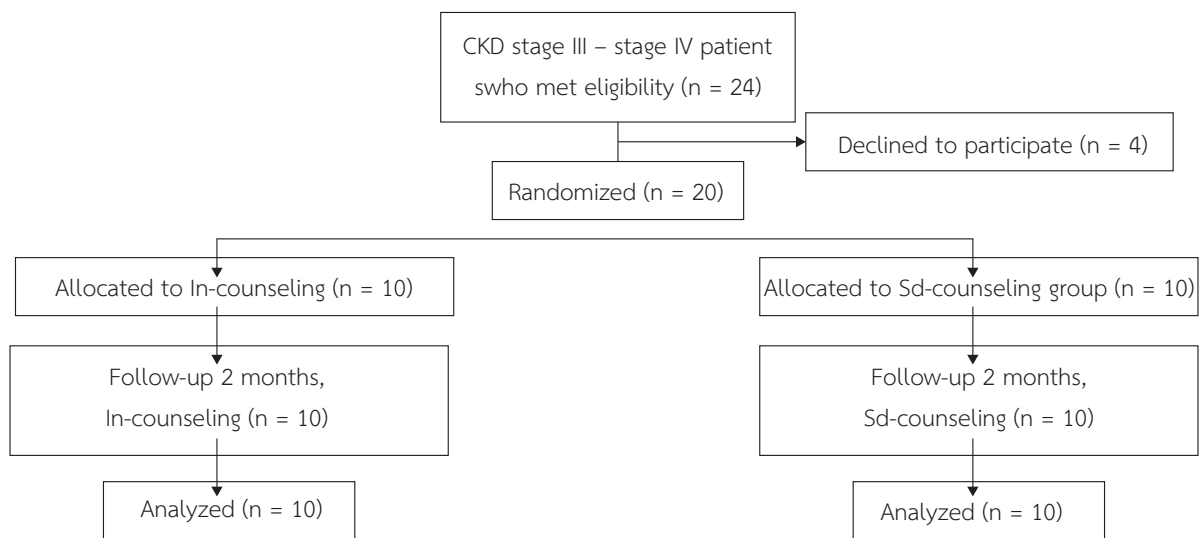 CKD stage III – stage IV patient
swho met eligibility (n = 24)
Declined to participate (n = 4)
Randomized (n = 20)
Allocated to In-counseling (n = 10)
Allocated to Sd-counseling group (n = 10)
Follow-up 2 months,
In-counseling (n = 10)
Follow-up 2 months,
Sd-counseling (n = 10)
Analyzed (n = 10)
Analyzed (n = 10)